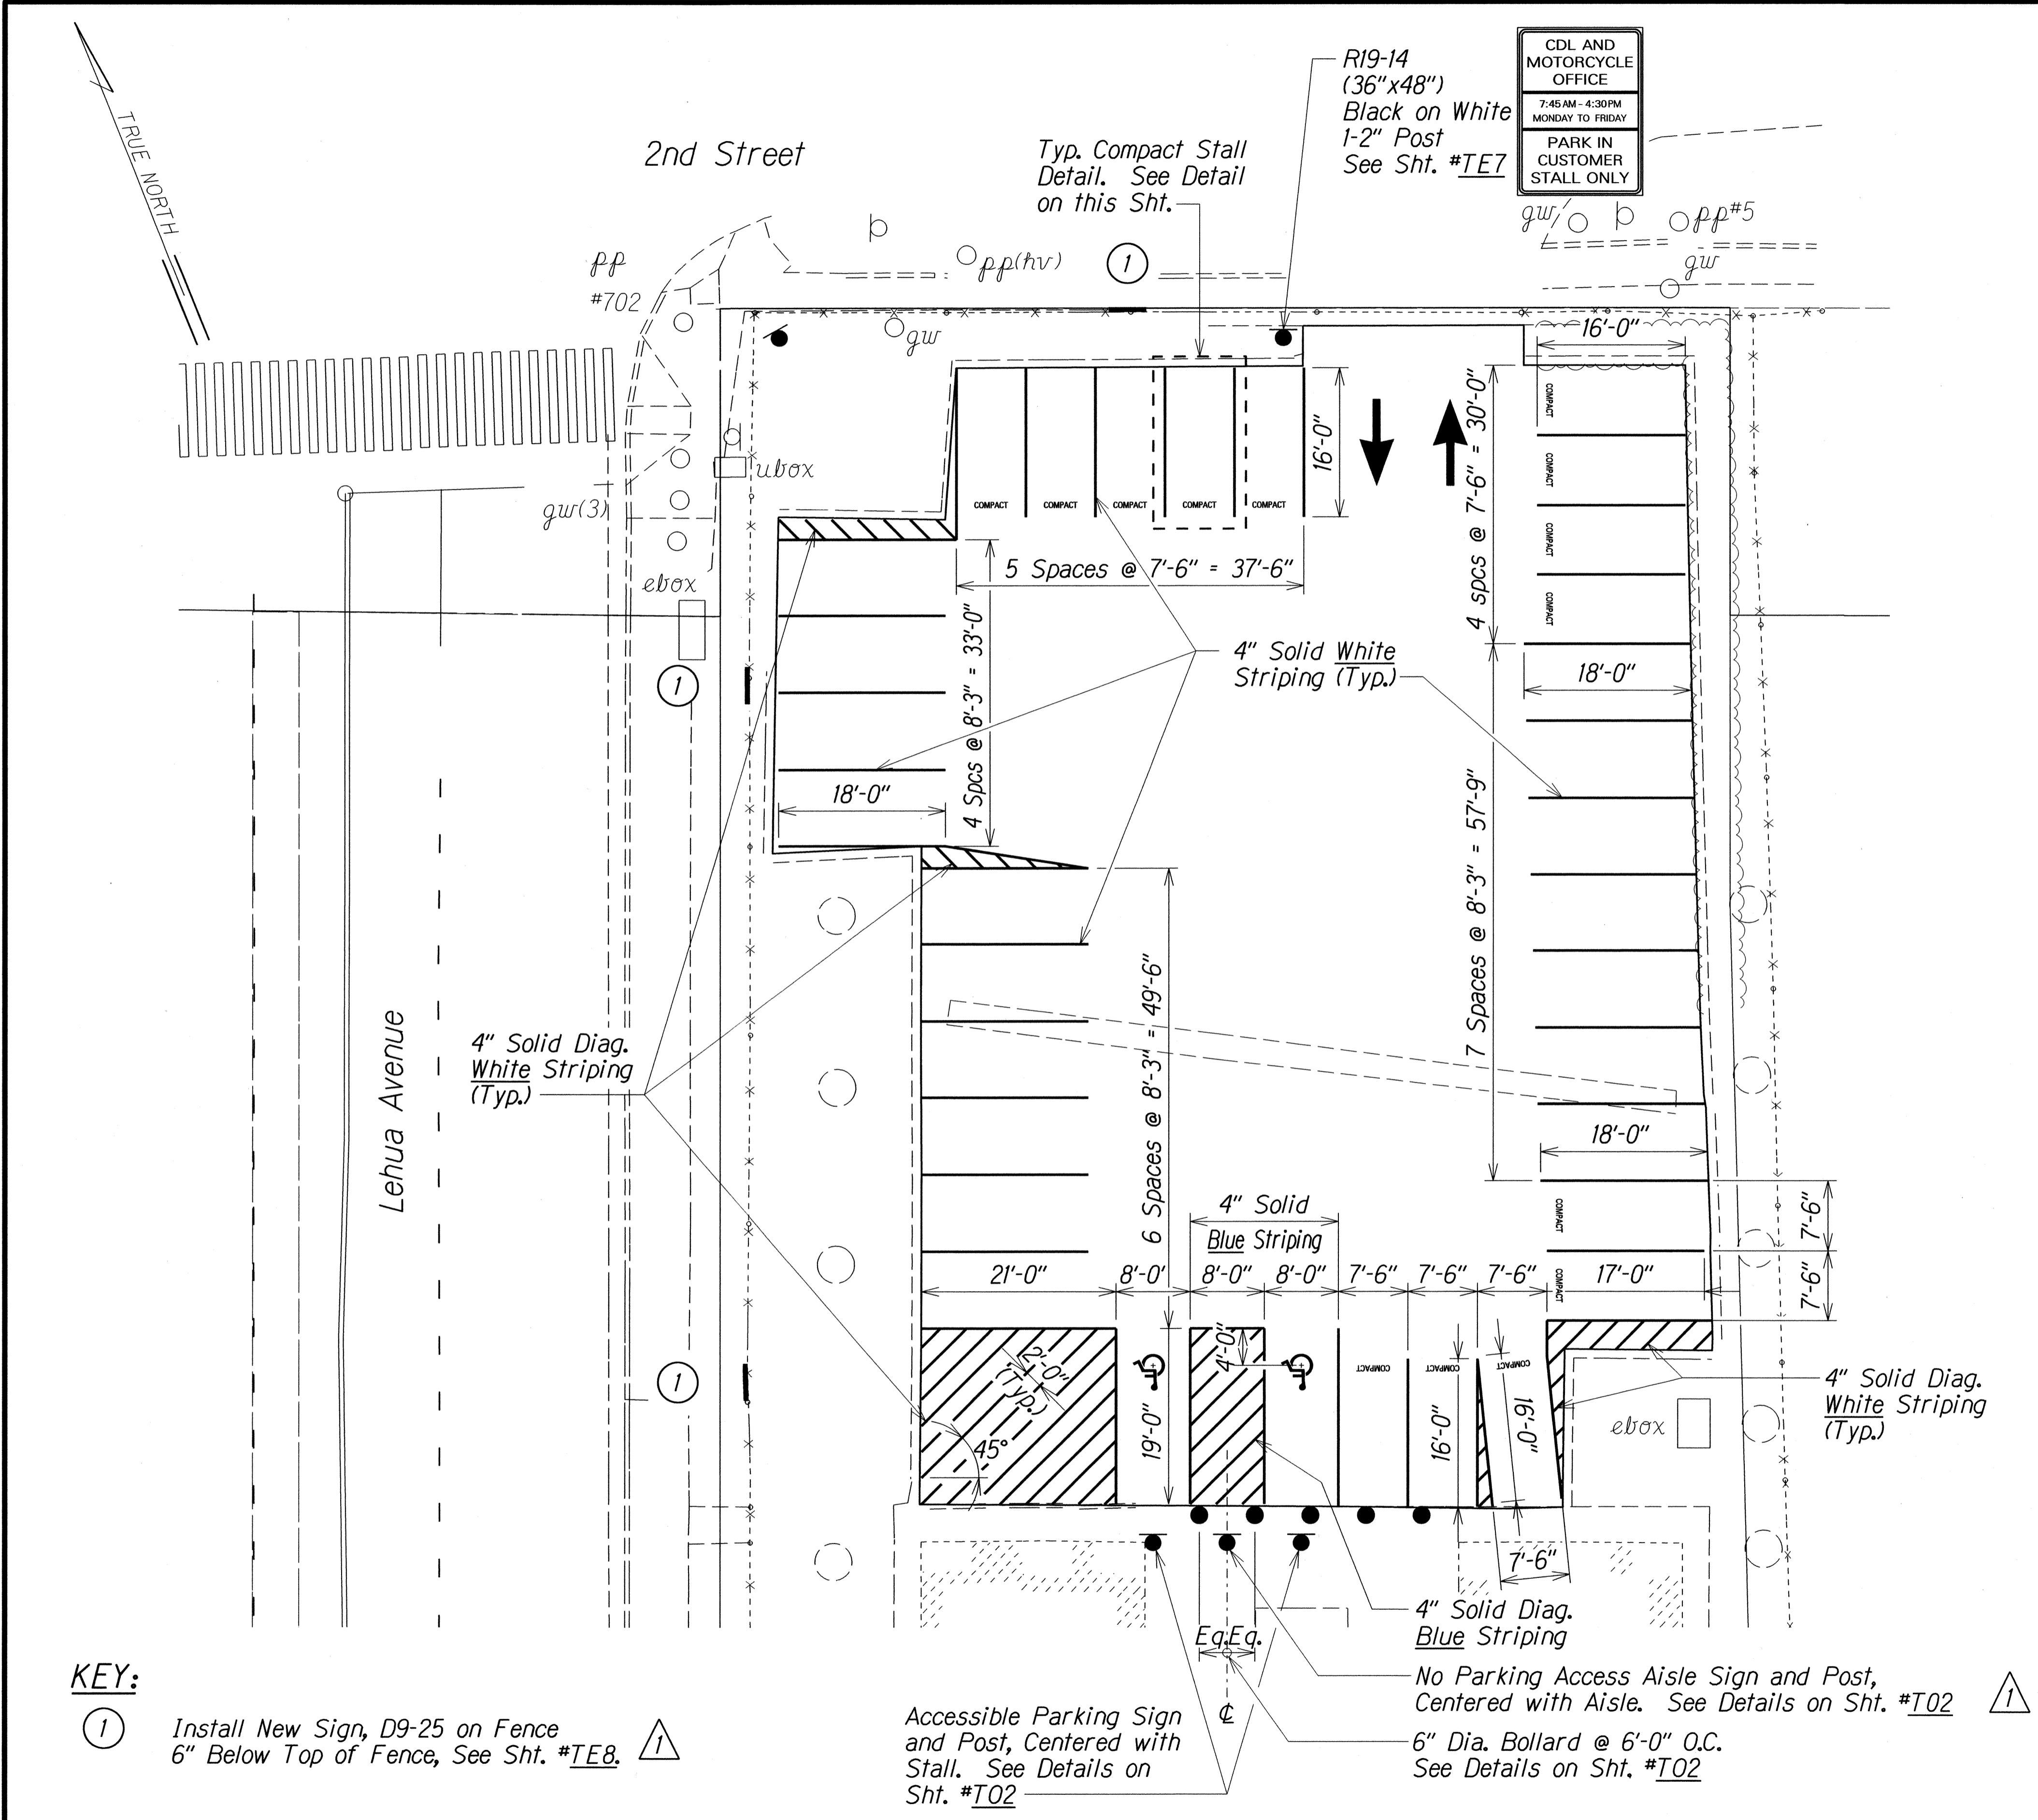 R19-14
(36"x48")
Black on White
1-2" Post
See Sht. #TE7
CDL AND
MOTORCYCLE
OFFICE
7:45 AM - 4:30 PM
MONDAY TO FRIDAY
PARK IN
CUSTOMER
STALL ONLY
TRUE NORTH
2nd Street
Typ. Compact Stall
Detail. See Detail
on this Sht.
gw
pp#5
gw
pp
#702
pp(hv)
1
gw
16'-0"
ubox
gw(3)
ebox
COMPACT
COMPACT
COMPACT
COMPACT
COMPACT
16'-0"
5 Spaces @ 7'-6" = 37'-6"
4 spcs @ 7'-6" = 30'-0"
COMPACT
COMPACT
COMPACT
COMPACT
1
4 Spcs @ 8'-3" = 33'-0"
4" Solid White
Striping (Typ.)
18'-0"
18'-0"
7 Spaces @ 8'-3" = 57'-9"
Lehua Avenue
4" Solid Diag.
White Striping
(Typ.)
6 Spaces @ 8'-3" = 49'-6"
18'-0"
4" Solid
Blue Striping
COMPACT
7'-6"
21'-0"
8'-0'
8'-0"
8'-0"
7'-6"
7'-6"
7'-6"
COMPACT
17'-0"
7'-6"
1
2'-0"
(Typ.)
45°
19'-0"
4'-0"
COMPACT
COMPACT
COMPACT
16'-0"
16'-0"
ebox
4" Solid Diag.
White Striping
(Typ.)
7'-6"
4" Solid Diag.
Blue Striping
Eq. Eq.
KEY:
1
Install New Sign, D9-25 on Fence
6" Below Top of Fence, See Sht. #TE8.
1
Accessible Parking Sign
and Post, Centered with
Stall. See Details on
Sht. #T02
℄
No Parking Access Aisle Sign and Post,
Centered with Aisle. See Details on Sht. #T02
1
6" Dia. Bollard @ 6'-0" O.C.
See Details on Sht. #T02